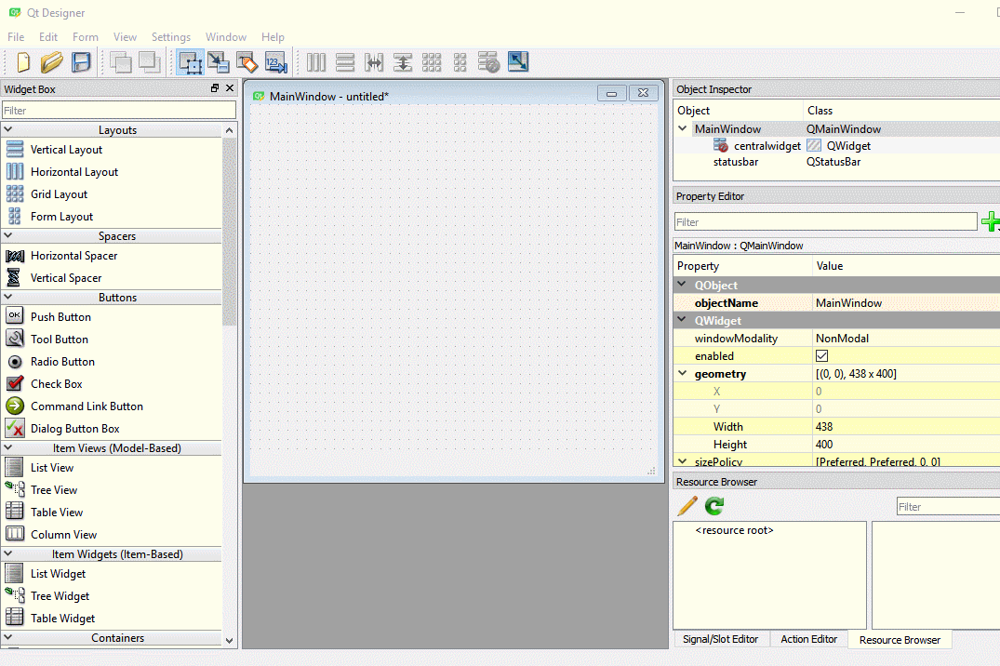 Qt Designer
File Edit Form View Settings Window Help
Widget Box
Filter
Layouts
Vertical Layout
Horizontal Layout
Grid Layout
Form Layout
Spacers
Horizontal Spacer
Vertical Spacer
Buttons
OK Push Button
Tool Button
Radio Button
Check Box
Command Link Button
Dialog Button Box
Item Views (Model-Based)
List View
Tree View
Table View
Column View
Item Widgets (Item-Based)
List Widget
Tree Widget
Table Widget
Containers
MainWindow - untitled*
Object Inspector
Object Class
MainWindow QMainWindow
centralwidget QWidget
statusbar QStatusBar
Property Editor
Filter
MainWindow : QMainWindow
Property Value
QObject
objectName MainWindow
QWidget
windowModality NonModal
enabled
geometry [(0, 0), 438 x 400]
X 0
Y 0
Width 438
Height 400
sizePolicy [Preferred, Preferred, 0, 0]
Resource Browser
Filter
<resource root>
Signal/Slot Editor Action Editor Resource Browser